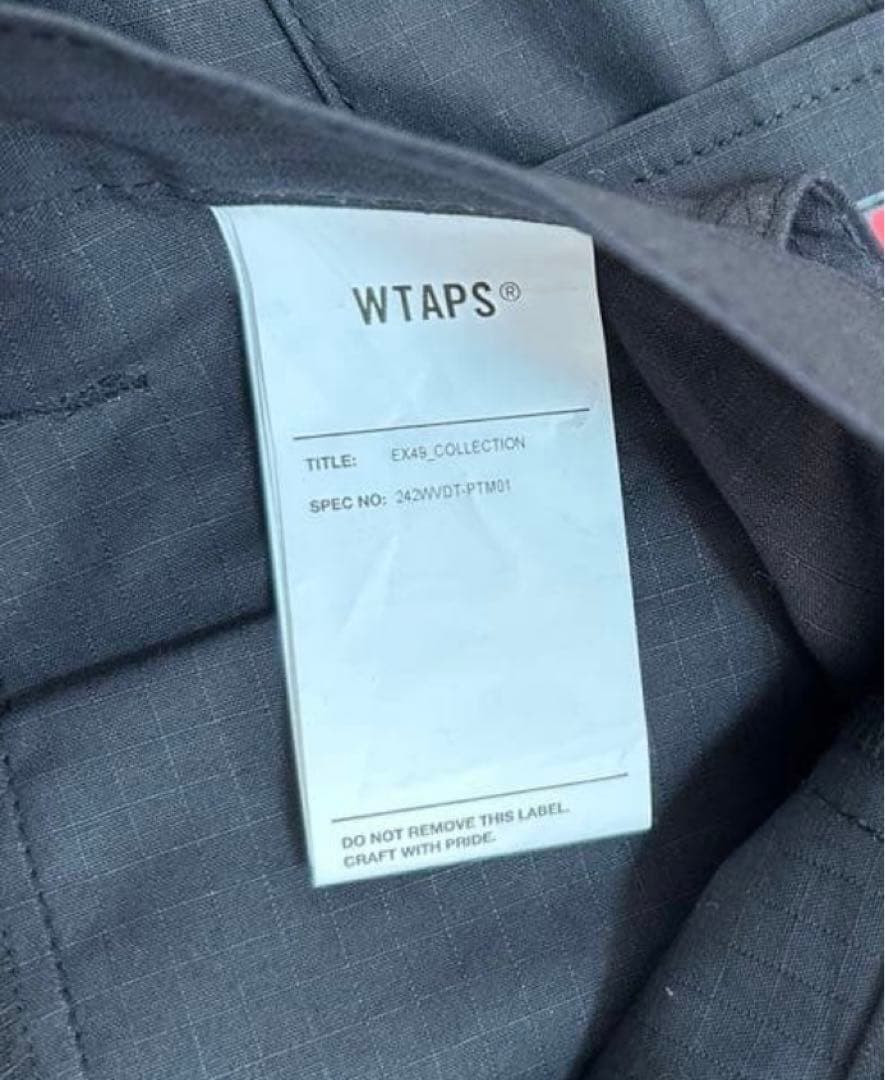 WTAPS®
TITLE: EX49_COLLECTION
SPEC NO: 242WVDT-PTM01
DO NOT REMOVE THIS LABEL.
CRAFT WITH PRIDE.